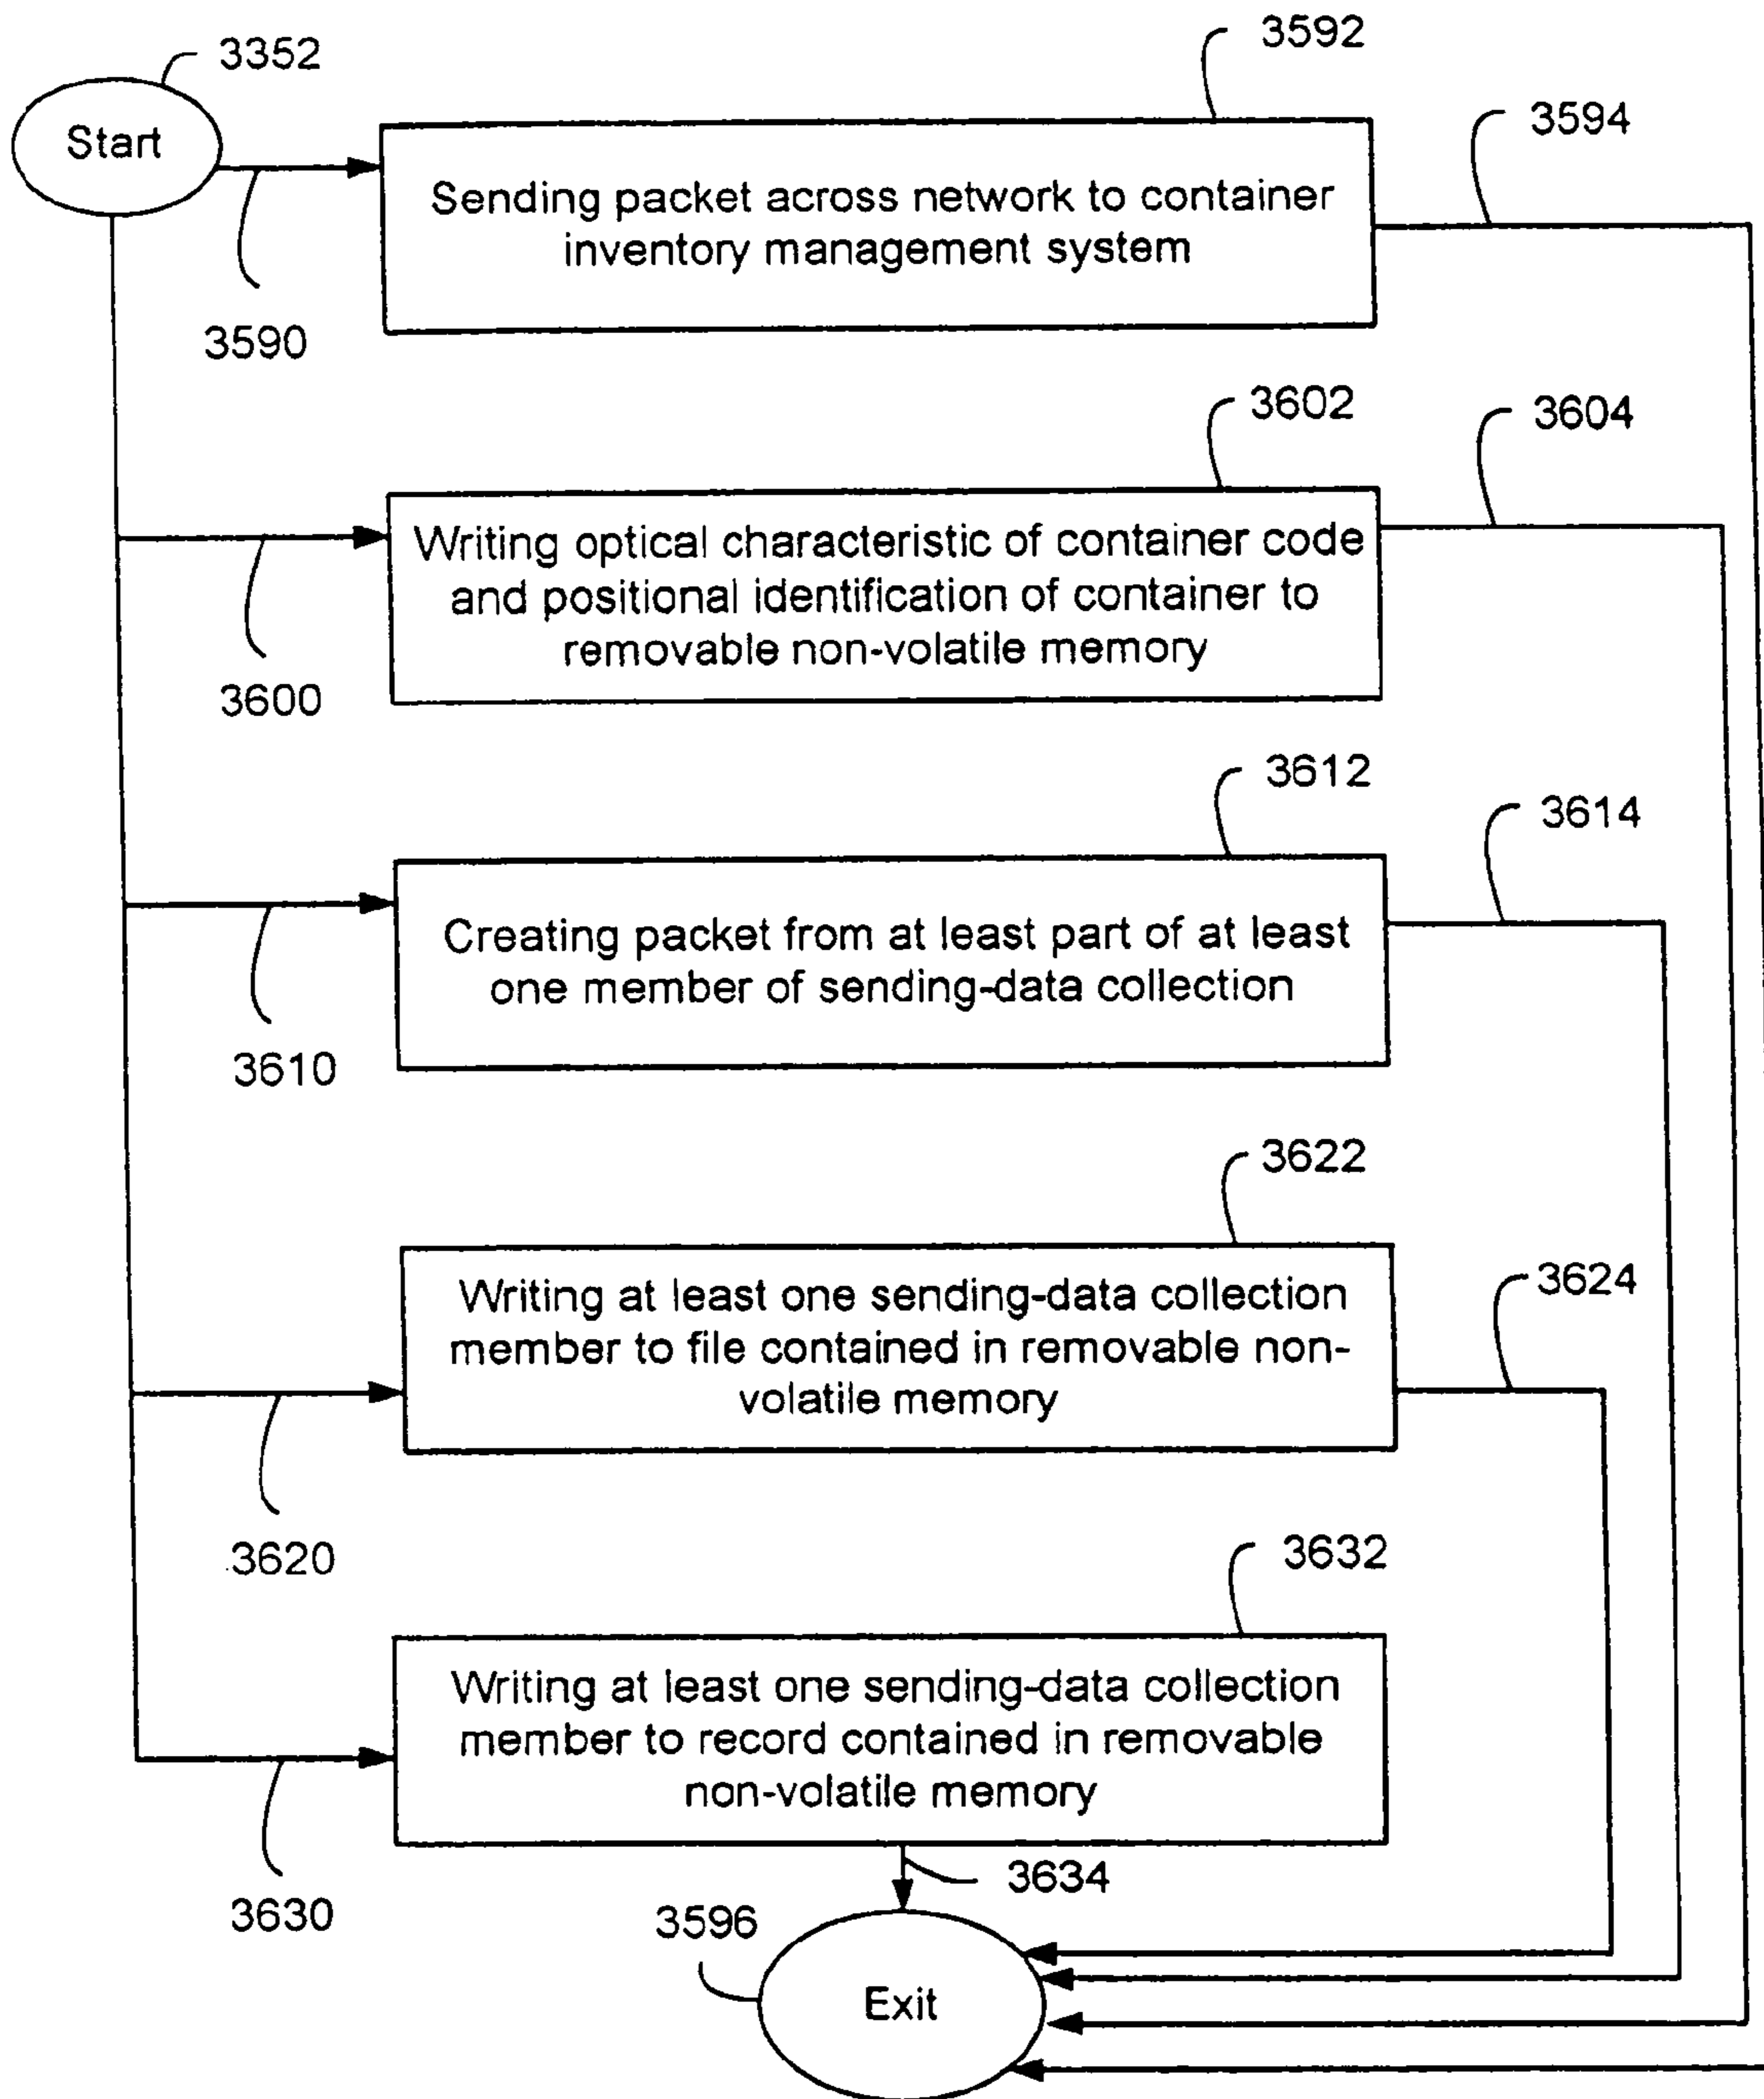 3352
Start
3592
3594
Sending packet across network to container
inventory management system
3590
3602
3604
Writing optical characteristic of container code
and positional identification of container to
removable non-volatile memory
3600
3612
3614
Creating packet from at least part of at least
one member of sending-data collection
3610
3622
3624
Writing at least one sending-data collection
member to file contained in removable non-
volatile memory
3620
3632
Writing at least one sending-data collection
member to record contained in removable
non-volatile memory
3630
3634
3596
Exit